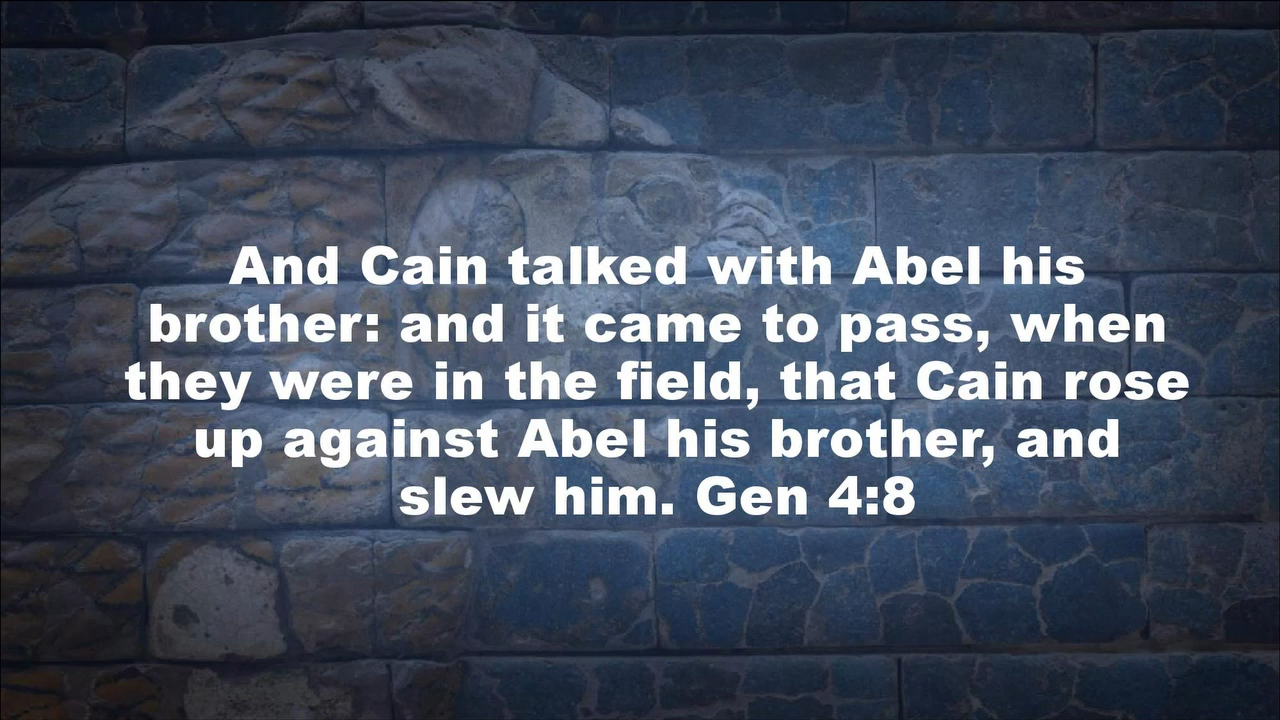 And Cain talked with Abel his
brother: and it came to pass, when
they were in the field, that Cain rose
up against Abel his brother, and
slew him. Gen 4:8